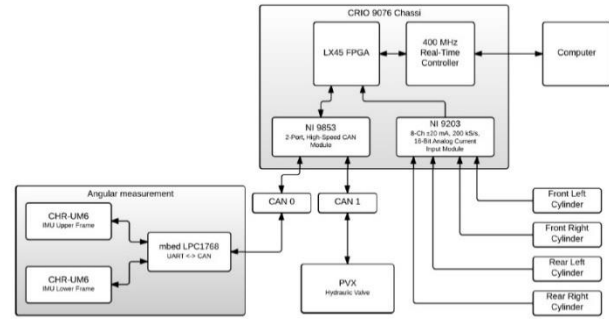 CRIO 9076 Chassi
LX45 FPGA
400 MHz
Real-Time
Controller
Computer
NI 9853
2-Port, High-Speed CAN
Module
NI 9203
8-Ch ±20 mA, 200 kS/s,
16-Bit Analog Current
Input Module
Angular measurement
CHR-UM6
IMU Upper Frame
mbed LPC1768
UART <-> CAN
CHR-UM6
IMU Lower Frame
CAN 0
CAN 1
PVX
Hydraulic Valve
Front Left
Cylinder
Front Right
Cylinder
Rear Left
Cylinder
Rear Right
Cylinder